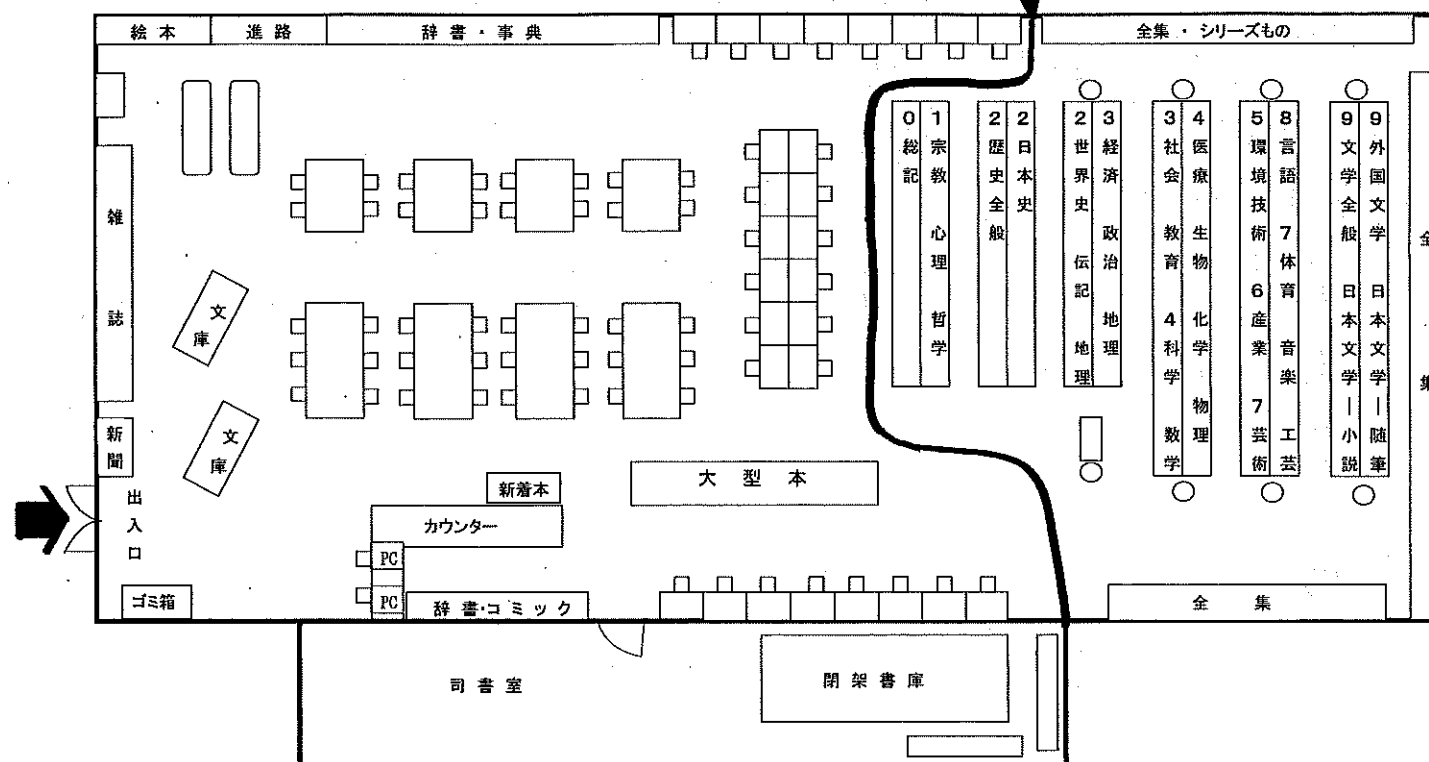 絵本
進路
辞書・事典
全集・シリーズもの
雑誌
新聞
文庫
文庫
出入口
ゴミ箱
新着本
カウンター
PC
PC
辞書・コミック
大型本
0総記
1宗教 心理 哲学
2歴史全般
2日本史
2世界史 伝記 地理
3経済 政治 地理
3社会 教育 4科学 数学
4医療 生物 化学 物理
5環境技術 6産業 7芸術
8言語 7体育 音楽 工芸
9文学全般 日本文学ー小説
9外国文学 日本文学ー随筆
全集
全集
司書室
閉架書庫